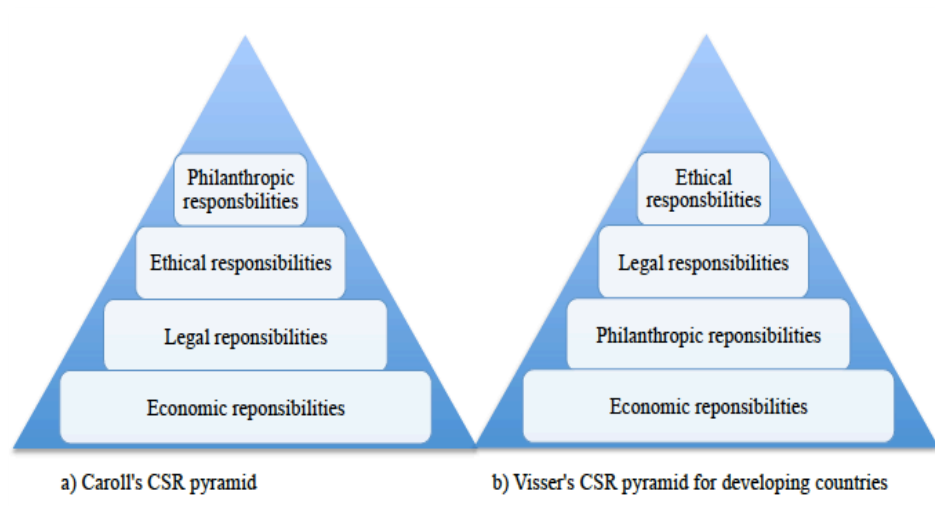 Philanthropic
responsbilities
Ethical responsibilities
Legal reponsibilities
Economic reponsibilities
a) Caroll's CSR pyramid
Ethical
responsbilities
Legal responsibilities
Philanthropic reponsibilities
Economic reponsibilities
b) Visser's CSR pyramid for developing countries